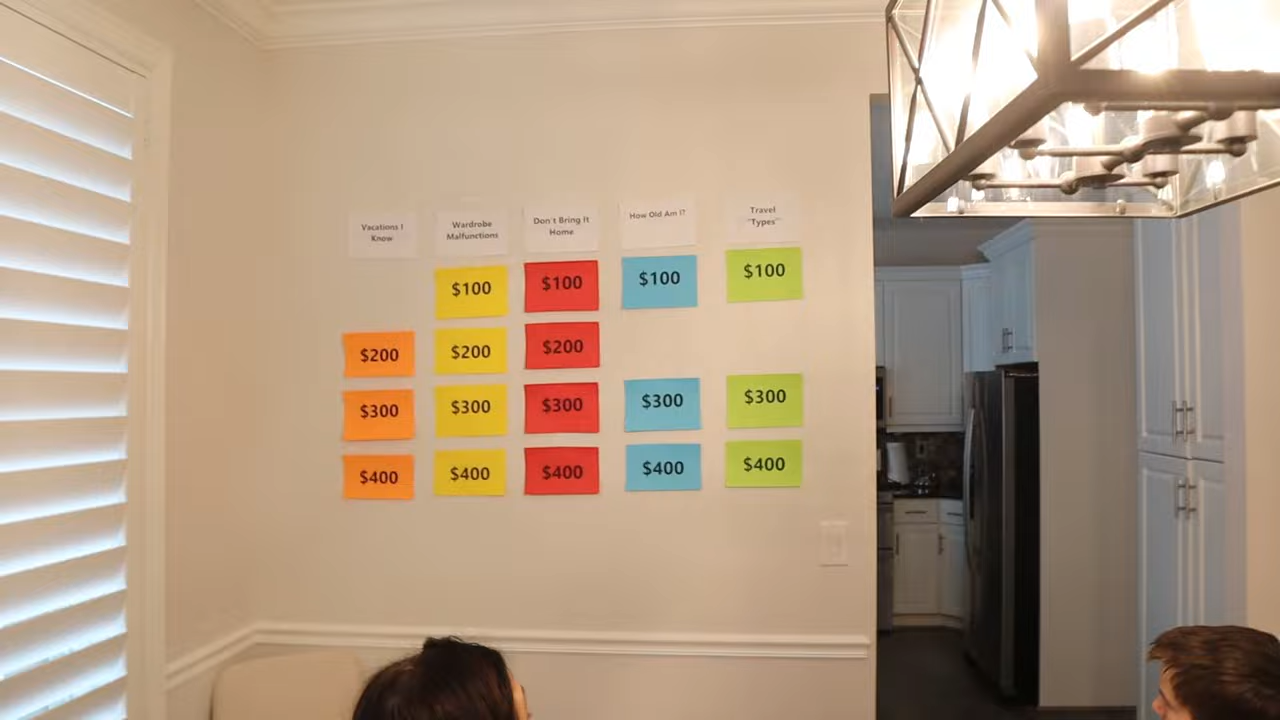 Vacations I
Know
Wardrobe
Malfunctions
Don't Bring It
Home
How Old Am I?
Travel
"Types"
$100
$100
$100
$100
$200
$200
$200
$300
$300
$300
$300
$300
$400
$400
$400
$400
$400